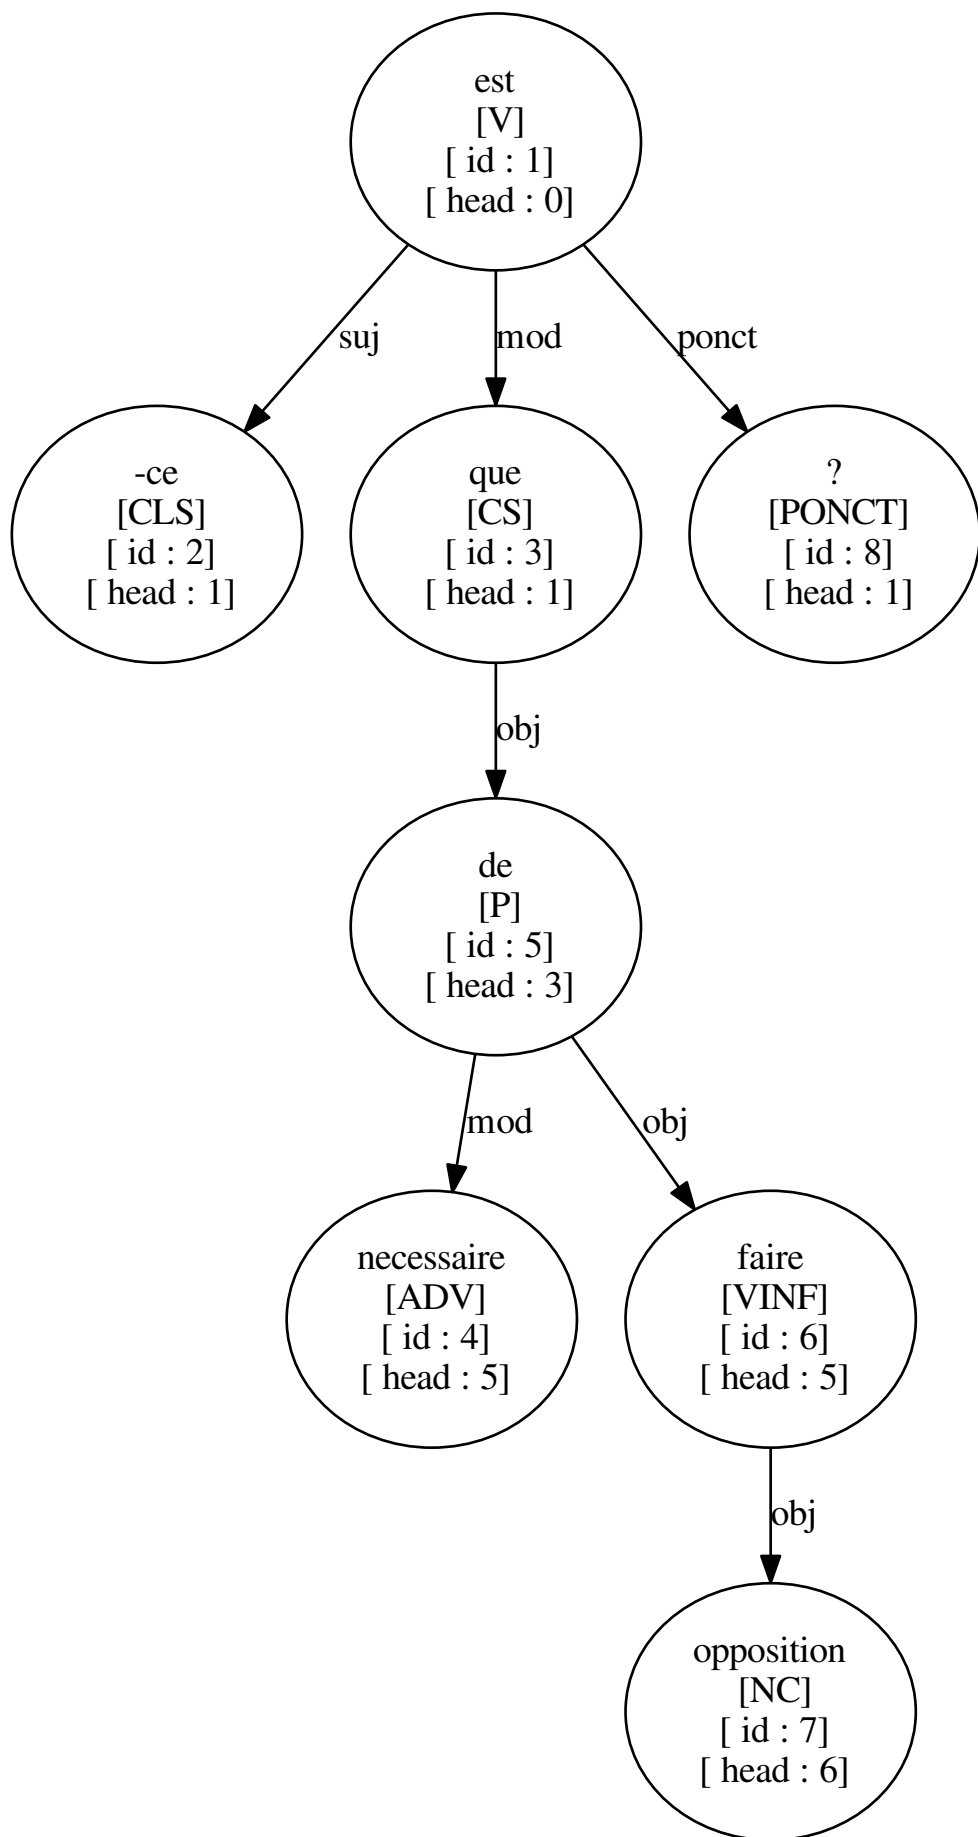 est
[V]
[ id : 1]
[ head : 0]
suj
mod
ponct
-ce
[CLS]
[ id : 2]
[ head : 1]
que
[CS]
[ id : 3]
[ head : 1]
?
[PONCT]
[ id : 8]
[ head : 1]
obj
de
[P]
[ id : 5]
[ head : 3]
mod
obj
necessaire
[ADV]
[ id : 4]
[ head : 5]
faire
[VINF]
[ id : 6]
[ head : 5]
obj
opposition
[NC]
[ id : 7]
[ head : 6]